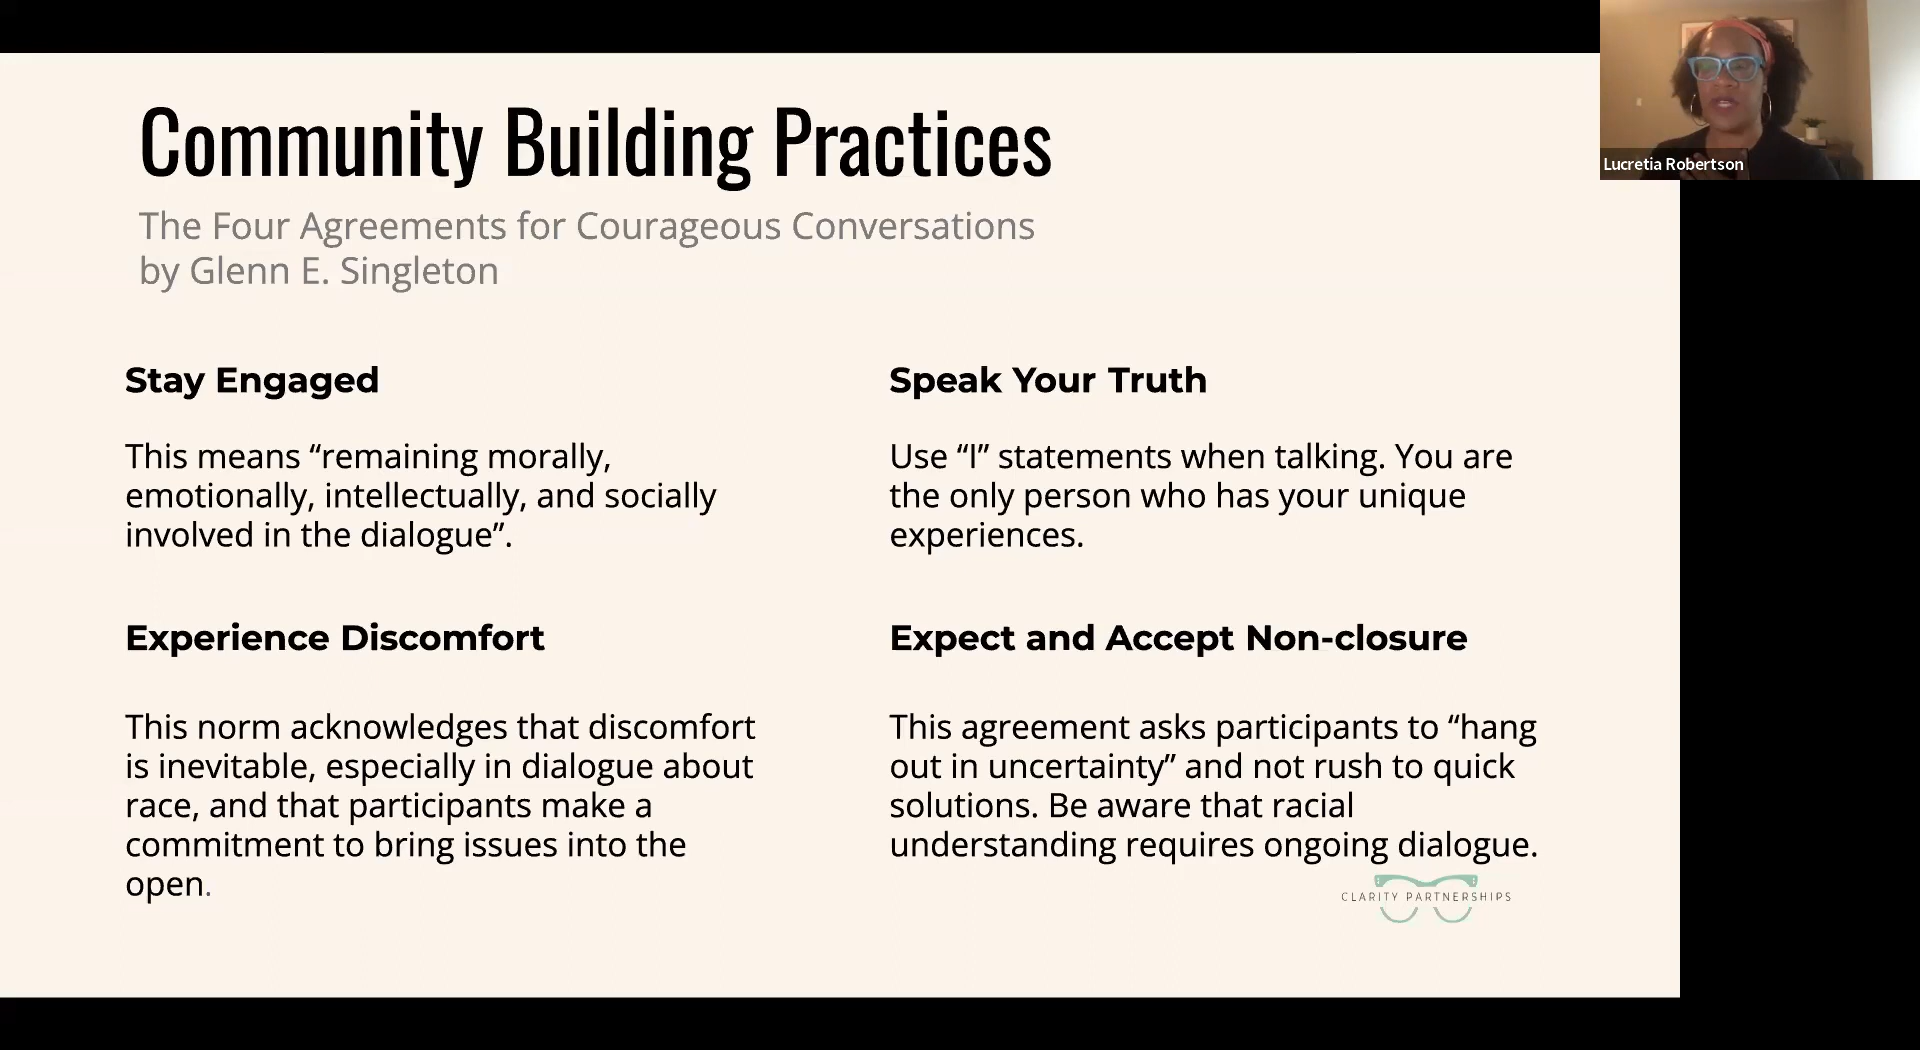 Community Building Practices
The Four Agreements for Courageous Conversations
by Glenn E. Singleton
Stay Engaged
This means “remaining morally,
emotionally, intellectually, and socially
involved in the dialogue”.
Speak Your Truth
Use “I” statements when talking. You are
the only person who has your unique
experiences.
Experience Discomfort
This norm acknowledges that discomfort
is inevitable, especially in dialogue about
race, and that participants make a
commitment to bring issues into the
open.
Expect and Accept Non-closure
This agreement asks participants to “hang
out in uncertainty” and not rush to quick
solutions. Be aware that racial
understanding requires ongoing dialogue.
CLARITY PARTNERSHIPS
Lucretia Robertson